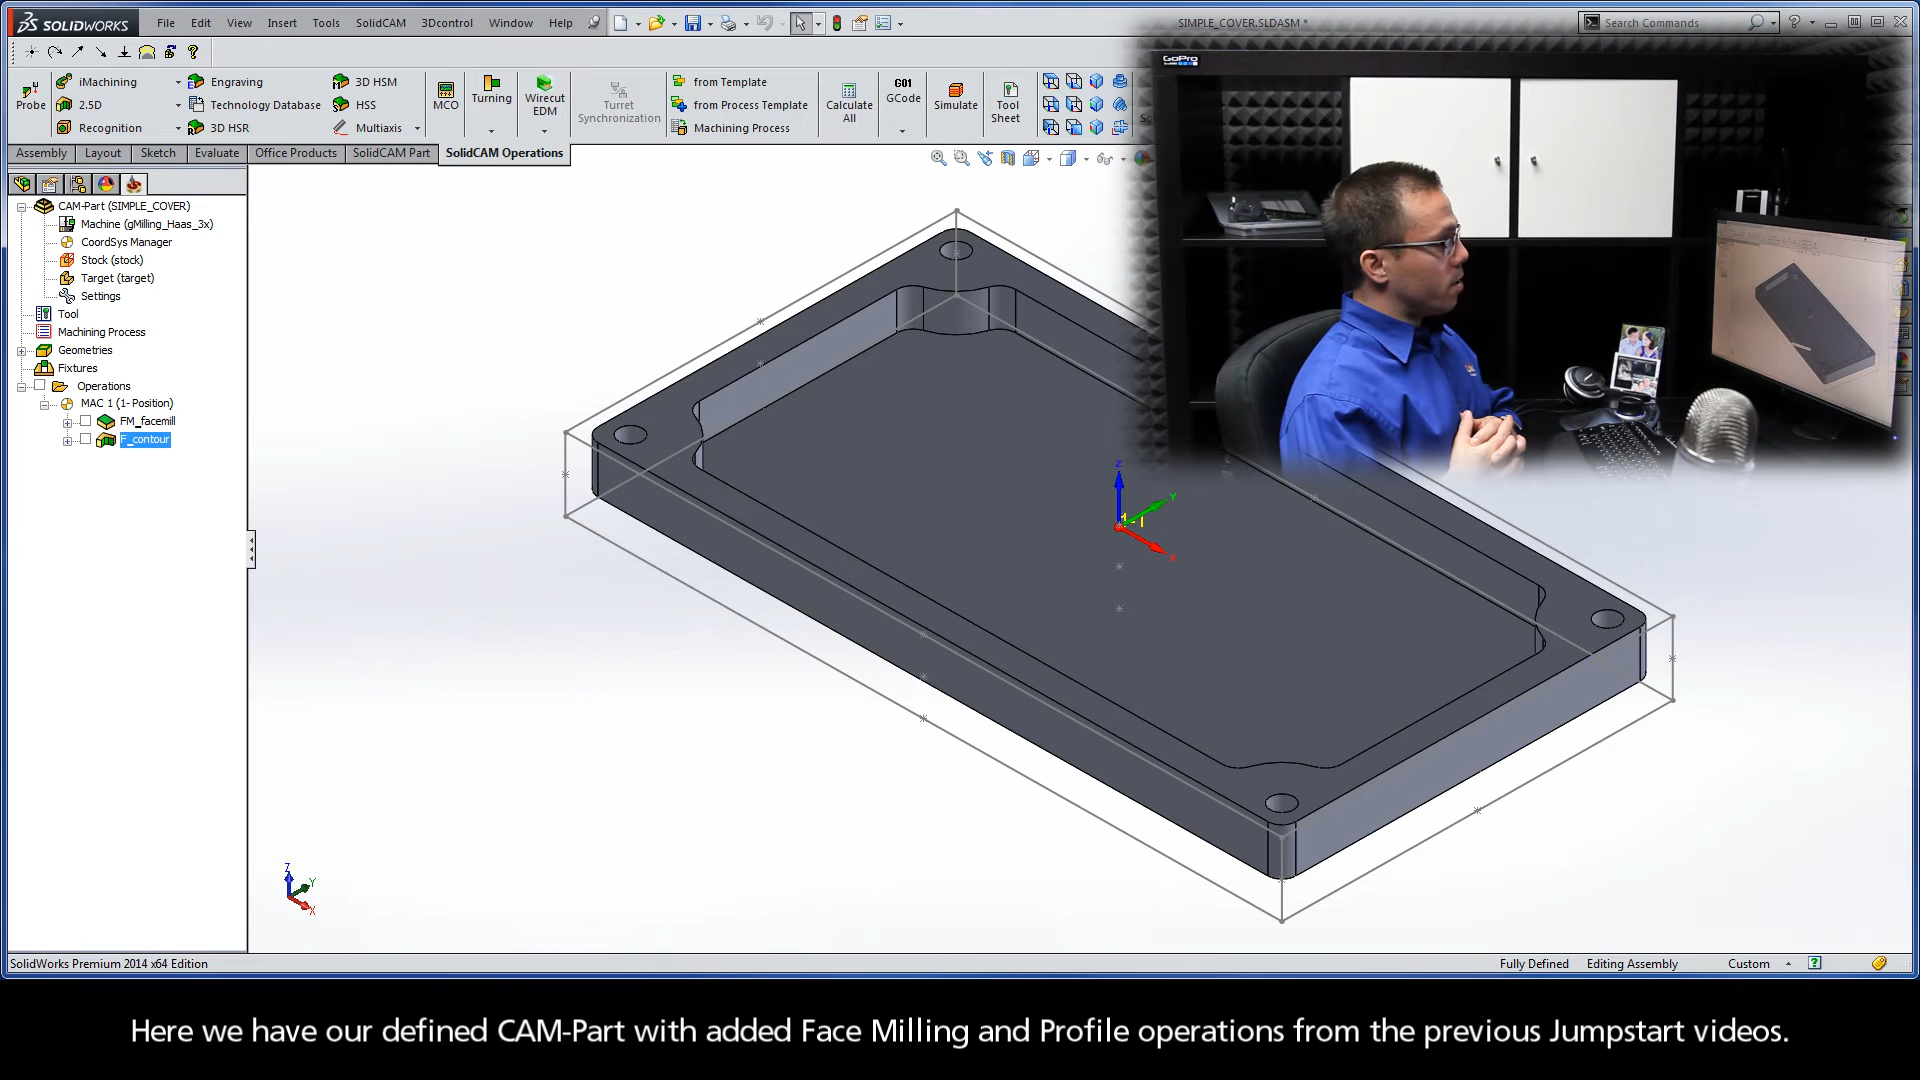 SOLIDWORKS File Edit View Insert Tools SolidCAM 3Dcontrol Window Help SIMPLE_COVER.SLDASM * Search Commands
GoPro
iMachining Engraving 3D HSM from Template
Probe 2.5D Technology Database HSS MCO Turning Wirecut EDM Turret Synchronization from Process Template Calculate All G01 GCode Simulate Tool Sheet
Recognition 3D HSR Multiaxis Machining Process
Assembly Layout Sketch Evaluate Office Products SolidCAM Part SolidCAM Operations
CAM-Part (SIMPLE_COVER)
Machine (gMilling_Haas_3x)
CoordSys Manager
Stock (stock)
Target (target)
Settings
Tool
Machining Process
Geometries
Fixtures
Operations
MAC 1 (1- Position)
FM_facemill
F_contour
Z
Y
X
Z
Y
X
SolidWorks Premium 2014 x64 Edition Fully Defined Editing Assembly Custom
Here we have our defined CAM-Part with added Face Milling and Profile operations from the previous Jumpstart videos.